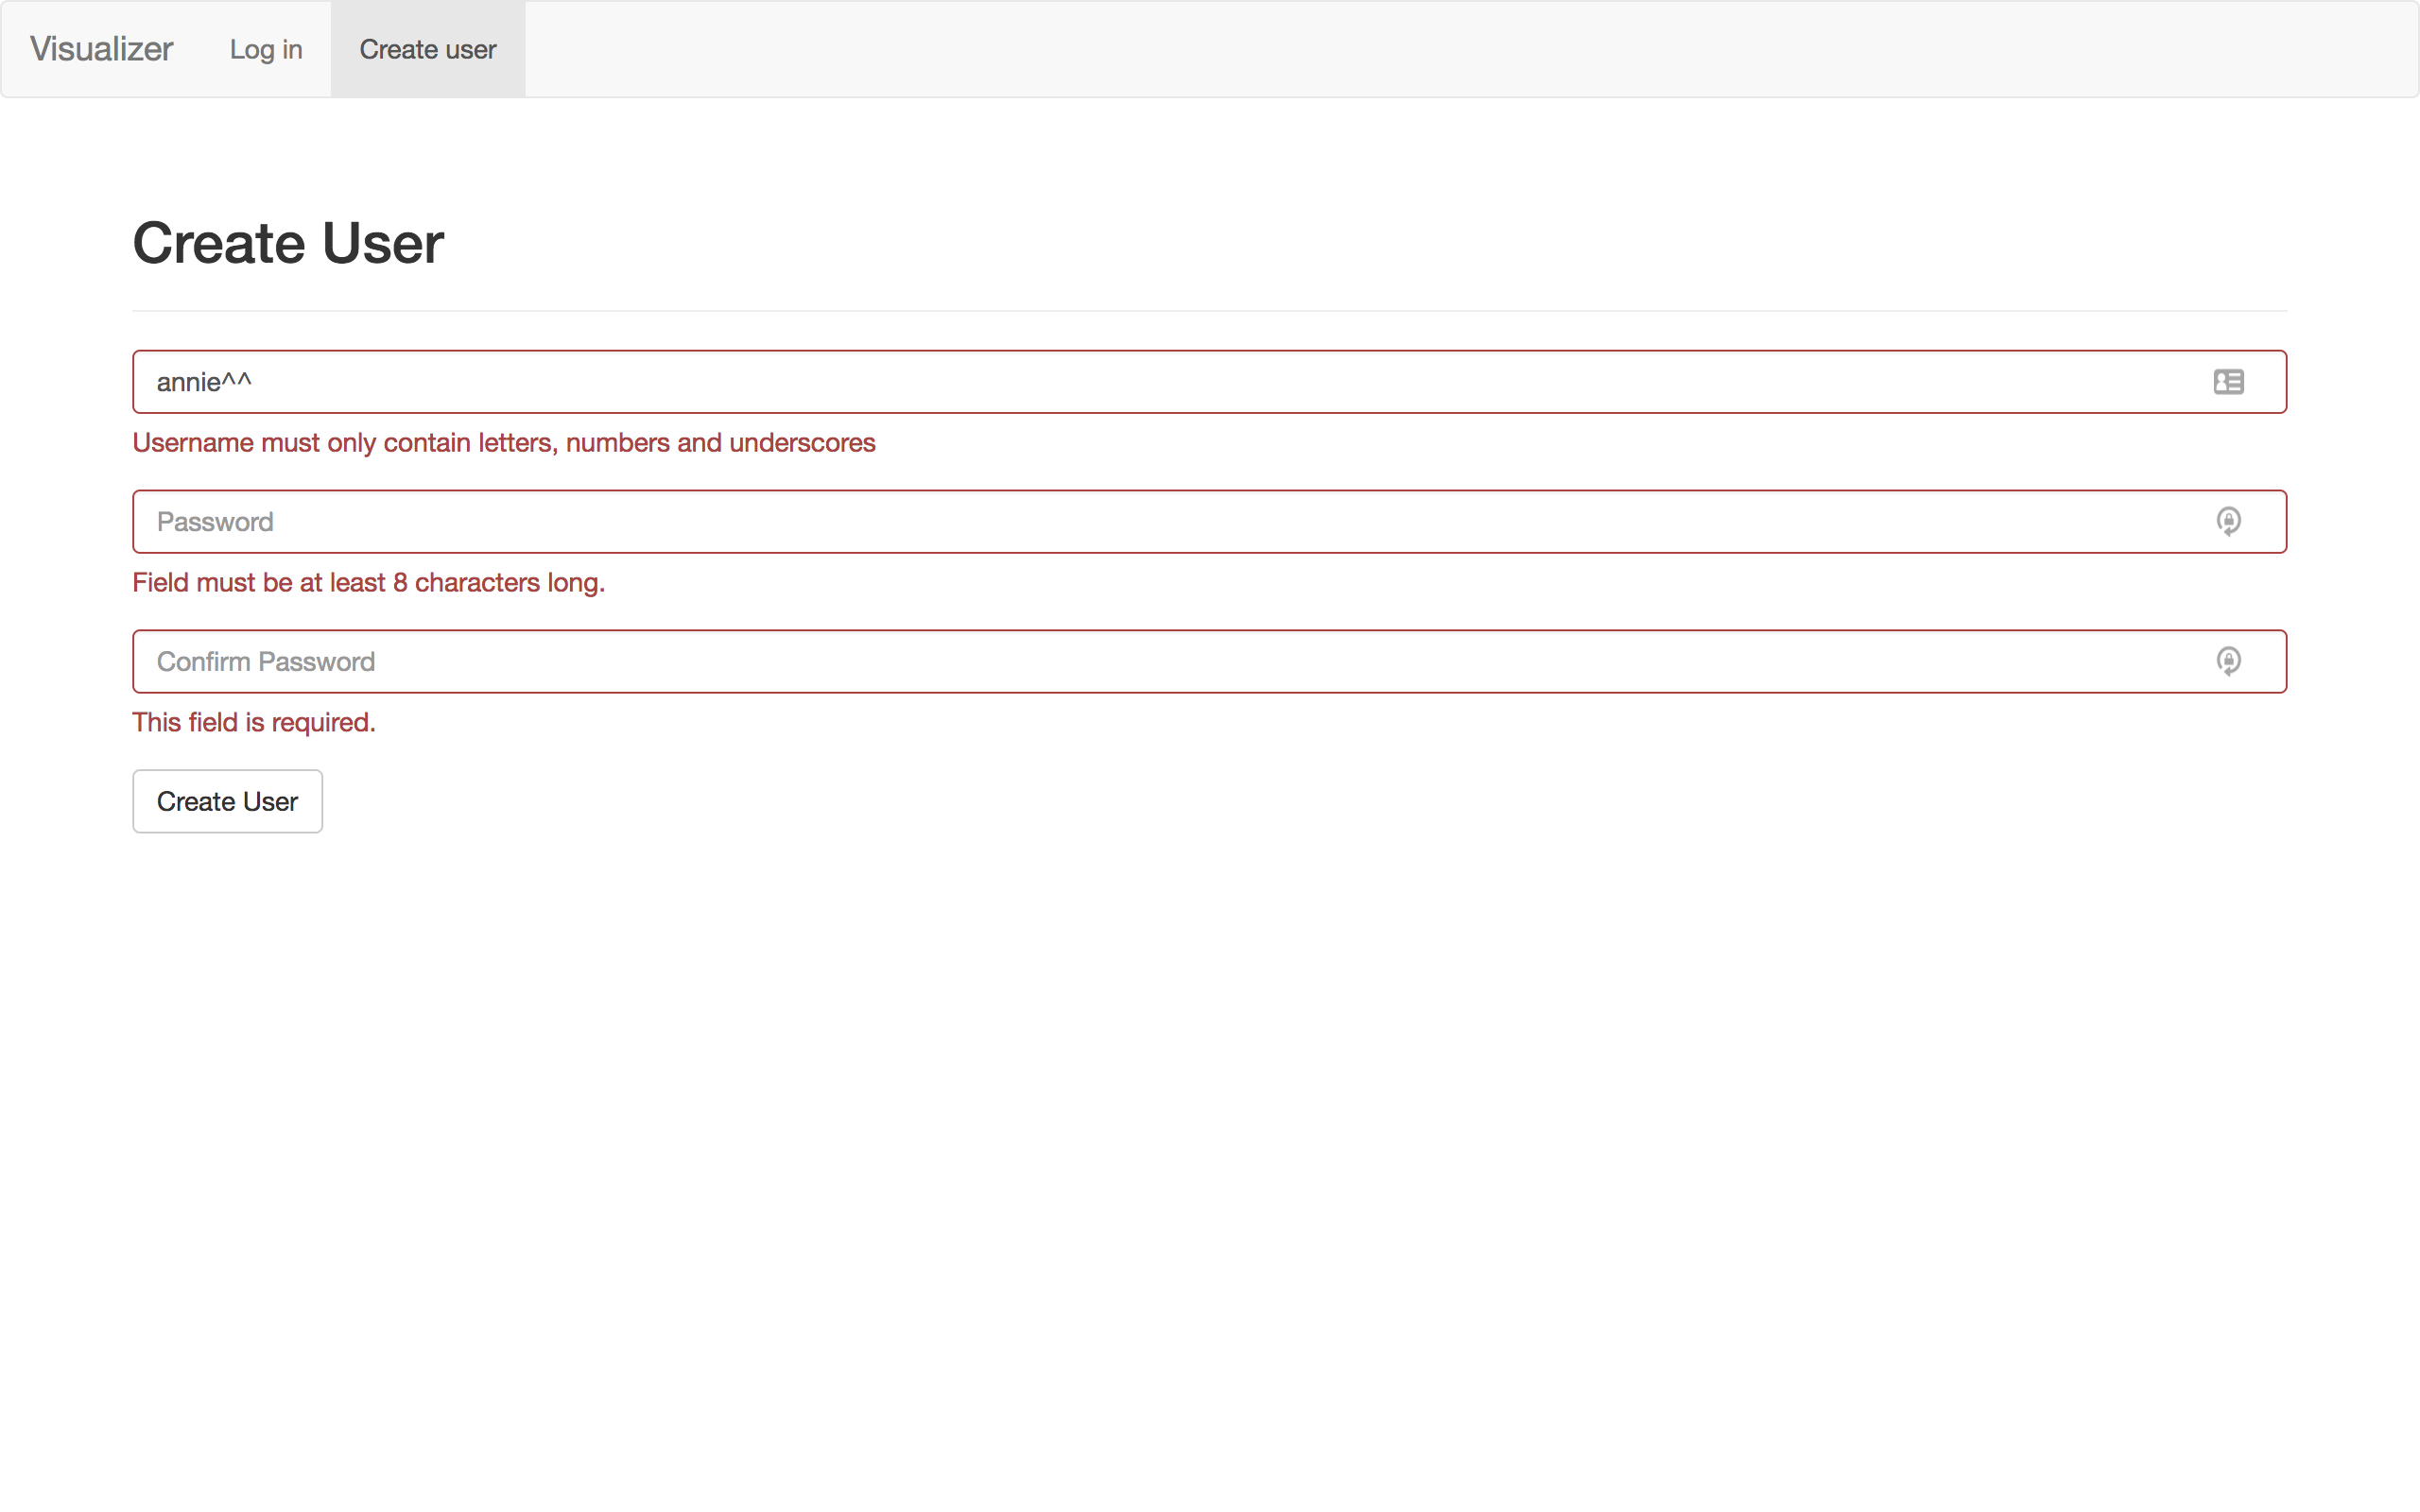 Visualizer Log in Create user
Create User
annie^^
Username must only contain letters, numbers and underscores
Password
Field must be at least 8 characters long.
Confirm Password
This field is required.
Create User